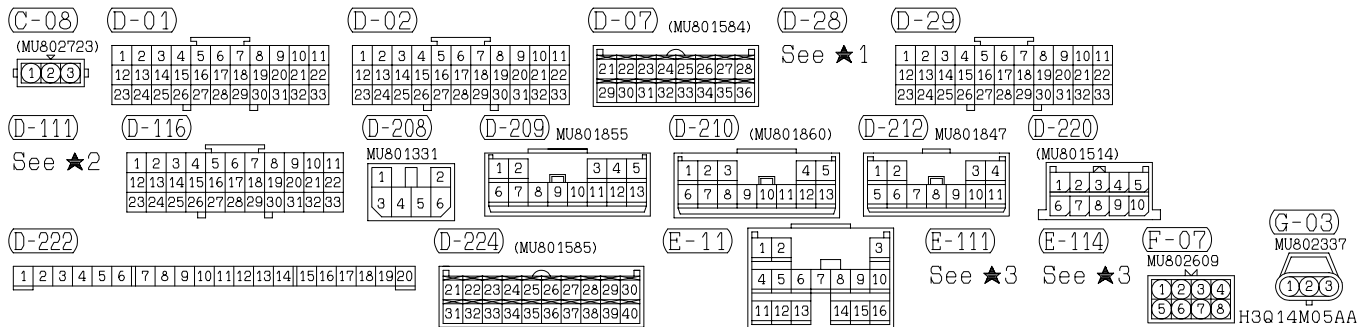 C-08 D-01 D-02 D-07 (MU801584) D-28 D-29
(MU802723) See ★1
1 2 3
1 2 3 4 5 6 7 8 9 10 11
12 13 14 15 16 17 18 19 20 21 22
23 24 25 26 27 28 29 30 31 32 33
1 2 3 4 5 6 7 8 9 10 11
12 13 14 15 16 17 18 19 20 21 22
23 24 25 26 27 28 29 30 31 32 33
21 22 23 24 25 26 27 28
29 30 31 32 33 34 35 36
1 2 3 4 5 6 7 8 9 10 11
12 13 14 15 16 17 18 19 20 21 22
23 24 25 26 27 28 29 30 31 32 33
D-111 D-116 D-208 D-209 MU801855 D-210 (MU801860) D-212 MU801847 D-220
See ★2 MU801331 (MU801514)
1 2 3 4 5 6 7 8 9 10 11
12 13 14 15 16 17 18 19 20 21 22
23 24 25 26 27 28 29 30 31 32 33
1 2
3 4 5 6
1 2 3 4 5
6 7 8 9 10 11 12 13
1 2 3 4 5
6 7 8 9 10 11 12 13
1 2 3 4
5 6 7 8 9 10 11
1 2 3 4 5
6 7 8 9 10
D-222 D-224 (MU801585) E-11 E-111 E-114 F-07 G-03
See ★3 See ★3 MU802609 MU802337
1 2 3 4 5 6 7 8 9 10 11 12 13 14 15 16 17 18 19 20
21 22 23 24 25 26 27 28 29 30
31 32 33 34 35 36 37 38 39 40
1 2 3
4 5 6 7 8 9 10
11 12 13 14 15 16
1 2 3 4
5 6 7 8
1 2 3
H3Q14M05AA